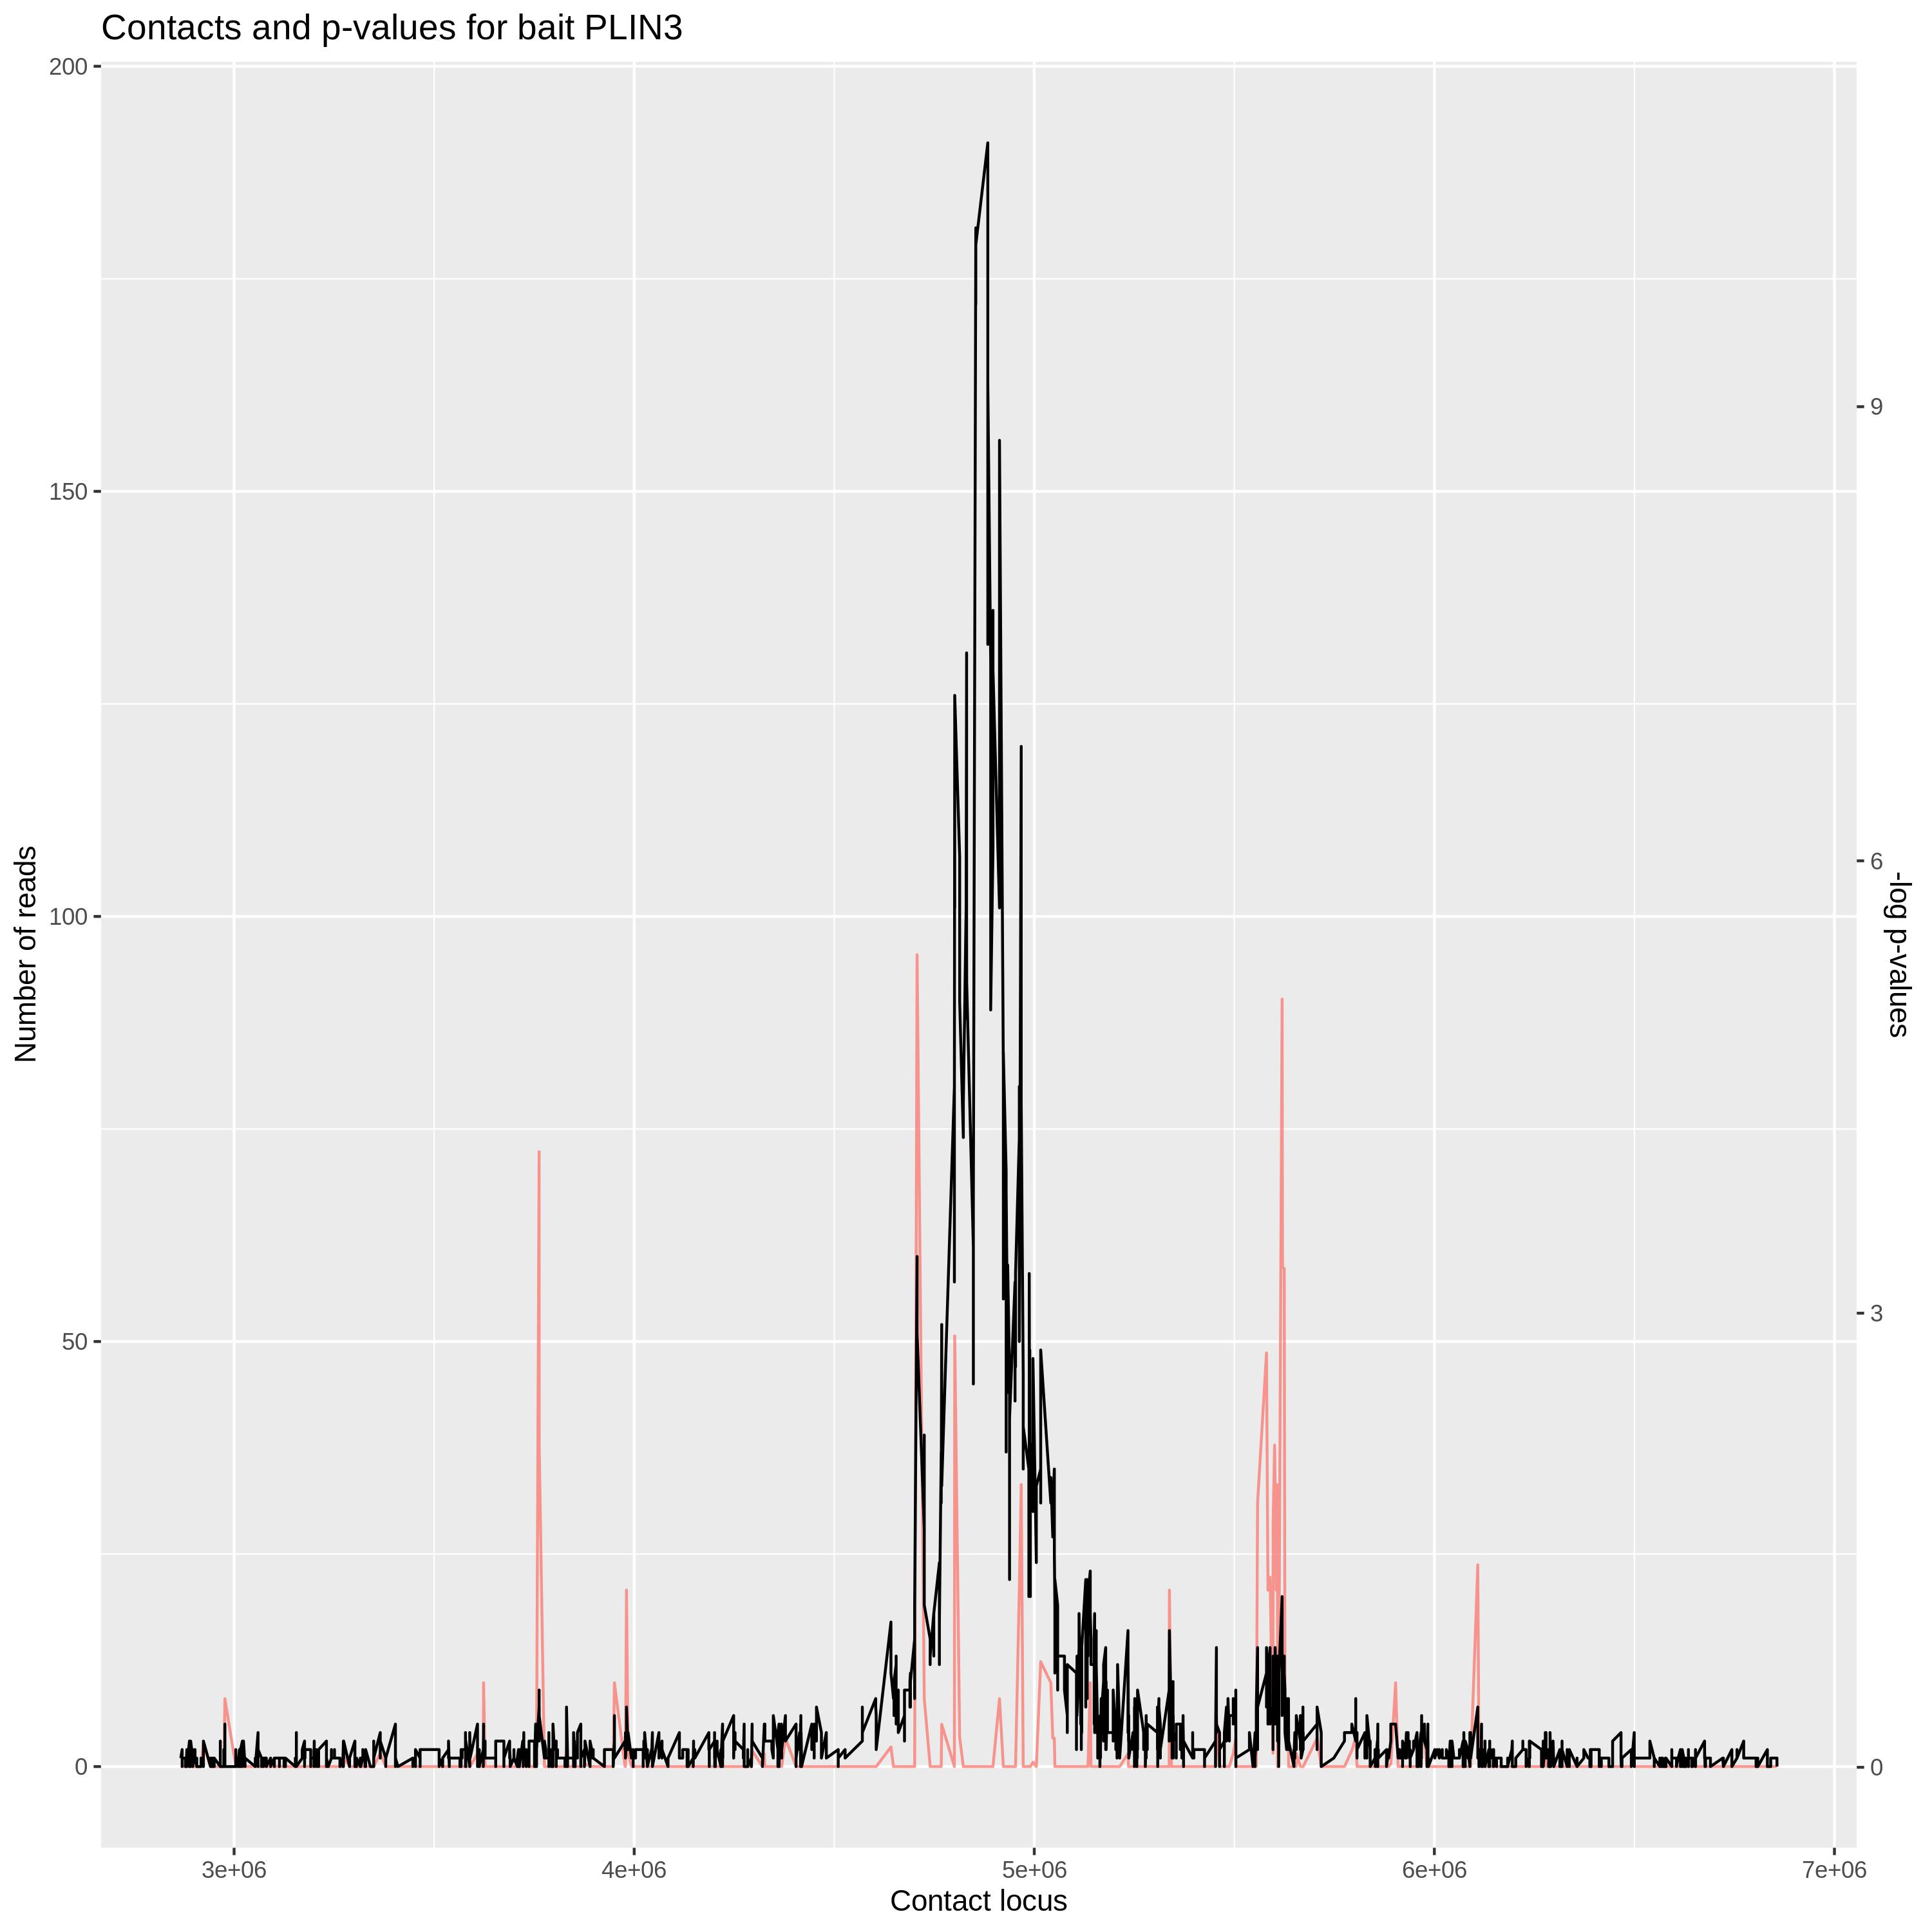 Contacts and p-values for bait PLIN3
200
150
100
50
0
Number of reads
9
6
3
0
-log p-values
3e+06 4e+06 5e+06 6e+06 7e+06
Contact locus